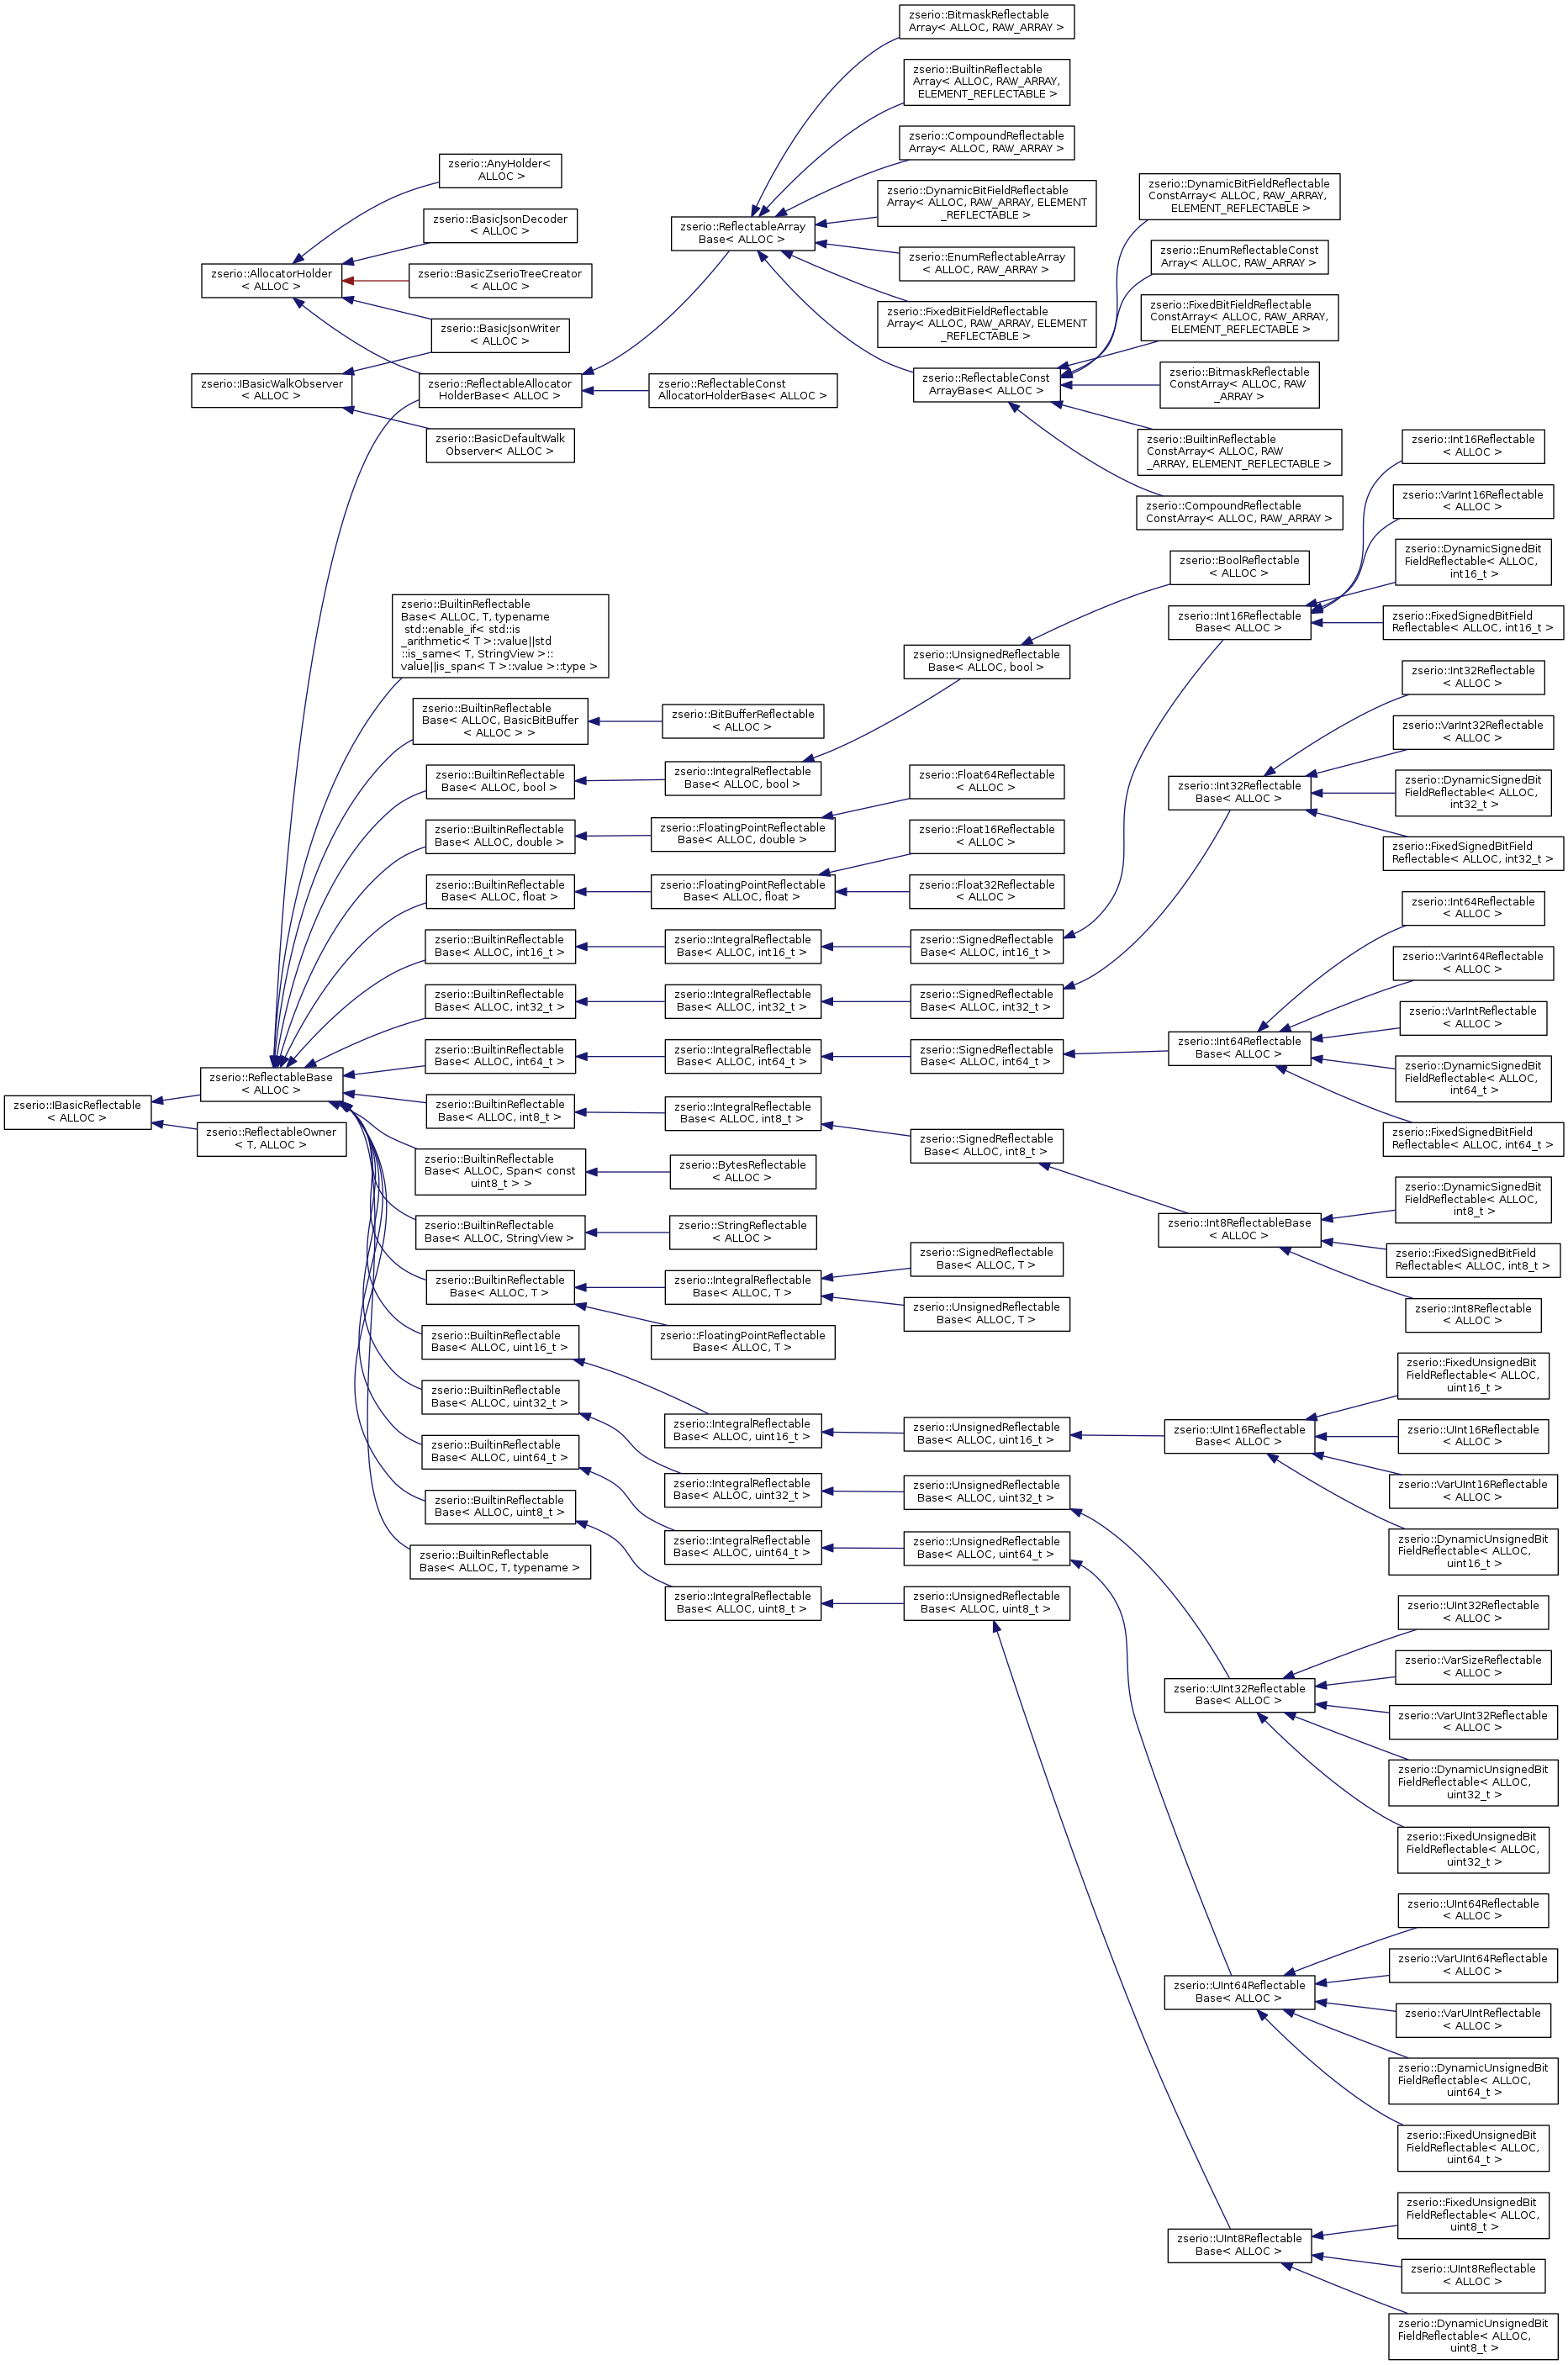 zserio::BitmaskReflectable
Array< ALLOC, RAW_ARRAY >
zserio::BuiltinReflectable
Array< ALLOC, RAW_ARRAY,
ELEMENT_REFLECTABLE >
zserio::CompoundReflectable
Array< ALLOC, RAW_ARRAY >
zserio::DynamicBitFieldReflectable
Array< ALLOC, RAW_ARRAY, ELEMENT
_REFLECTABLE >
zserio::EnumReflectableArray
< ALLOC, RAW_ARRAY >
zserio::FixedBitFieldReflectable
Array< ALLOC, RAW_ARRAY, ELEMENT
_REFLECTABLE >
zserio::AnyHolder<
ALLOC >
zserio::BasicJsonDecoder
< ALLOC >
zserio::BasicZserioTreeCreator
< ALLOC >
zserio::BasicJsonWriter
< ALLOC >
zserio::AllocatorHolder
< ALLOC >
zserio::IBasicWalkObserver
< ALLOC >
zserio::ReflectableAllocator
HolderBase< ALLOC >
zserio::BasicDefaultWalk
Observer< ALLOC >
zserio::ReflectableArray
Base< ALLOC >
zserio::ReflectableConst
AllocatorHolderBase< ALLOC >
zserio::ReflectableConst
ArrayBase< ALLOC >
zserio::DynamicBitFieldReflectable
ConstArray< ALLOC, RAW_ARRAY,
ELEMENT_REFLECTABLE >
zserio::EnumReflectableConst
Array< ALLOC, RAW_ARRAY >
zserio::FixedBitFieldReflectable
ConstArray< ALLOC, RAW_ARRAY,
ELEMENT_REFLECTABLE >
zserio::BitmaskReflectable
ConstArray< ALLOC, RAW
_ARRAY >
zserio::BuiltinReflectable
ConstArray< ALLOC, RAW
_ARRAY, ELEMENT_REFLECTABLE >
zserio::CompoundReflectable
ConstArray< ALLOC, RAW_ARRAY >
zserio::IBasicReflectable
< ALLOC >
zserio::ReflectableBase
< ALLOC >
zserio::ReflectableOwner
< T, ALLOC >
zserio::BuiltinReflectable
Base< ALLOC, T, typename
std::enable_if< std::is
_arithmetic< T >::value||std
::is_same< T, StringView >::
value||is_span< T >::value >::type >
zserio::BuiltinReflectable
Base< ALLOC, BasicBitBuffer
< ALLOC > >
zserio::BuiltinReflectable
Base< ALLOC, bool >
zserio::BuiltinReflectable
Base< ALLOC, double >
zserio::BuiltinReflectable
Base< ALLOC, float >
zserio::BuiltinReflectable
Base< ALLOC, int16_t >
zserio::BuiltinReflectable
Base< ALLOC, int32_t >
zserio::BuiltinReflectable
Base< ALLOC, int64_t >
zserio::BuiltinReflectable
Base< ALLOC, int8_t >
zserio::BuiltinReflectable
Base< ALLOC, Span< const
uint8_t > >
zserio::BuiltinReflectable
Base< ALLOC, StringView >
zserio::BuiltinReflectable
Base< ALLOC, T >
zserio::BuiltinReflectable
Base< ALLOC, uint16_t >
zserio::BuiltinReflectable
Base< ALLOC, uint32_t >
zserio::BuiltinReflectable
Base< ALLOC, uint64_t >
zserio::BuiltinReflectable
Base< ALLOC, uint8_t >
zserio::BuiltinReflectable
Base< ALLOC, T, typename >
zserio::BitBufferReflectable
< ALLOC >
zserio::IntegralReflectable
Base< ALLOC, bool >
zserio::FloatingPointReflectable
Base< ALLOC, double >
zserio::FloatingPointReflectable
Base< ALLOC, float >
zserio::IntegralReflectable
Base< ALLOC, int16_t >
zserio::IntegralReflectable
Base< ALLOC, int32_t >
zserio::IntegralReflectable
Base< ALLOC, int64_t >
zserio::IntegralReflectable
Base< ALLOC, int8_t >
zserio::BytesReflectable
< ALLOC >
zserio::StringReflectable
< ALLOC >
zserio::IntegralReflectable
Base< ALLOC, T >
zserio::FloatingPointReflectable
Base< ALLOC, T >
zserio::IntegralReflectable
Base< ALLOC, uint16_t >
zserio::IntegralReflectable
Base< ALLOC, uint32_t >
zserio::IntegralReflectable
Base< ALLOC, uint64_t >
zserio::IntegralReflectable
Base< ALLOC, uint8_t >
zserio::UnsignedReflectable
Base< ALLOC, bool >
zserio::Float64Reflectable
< ALLOC >
zserio::Float16Reflectable
< ALLOC >
zserio::Float32Reflectable
< ALLOC >
zserio::SignedReflectable
Base< ALLOC, int16_t >
zserio::SignedReflectable
Base< ALLOC, int32_t >
zserio::SignedReflectable
Base< ALLOC, int64_t >
zserio::SignedReflectable
Base< ALLOC, int8_t >
zserio::SignedReflectable
Base< ALLOC, T >
zserio::UnsignedReflectable
Base< ALLOC, T >
zserio::UnsignedReflectable
Base< ALLOC, uint16_t >
zserio::UnsignedReflectable
Base< ALLOC, uint32_t >
zserio::UnsignedReflectable
Base< ALLOC, uint64_t >
zserio::UnsignedReflectable
Base< ALLOC, uint8_t >
zserio::BoolReflectable
< ALLOC >
zserio::Int16Reflectable
Base< ALLOC >
zserio::Int32Reflectable
Base< ALLOC >
zserio::Int64Reflectable
Base< ALLOC >
zserio::Int8ReflectableBase
< ALLOC >
zserio::UInt16Reflectable
Base< ALLOC >
zserio::UInt32Reflectable
Base< ALLOC >
zserio::UInt64Reflectable
Base< ALLOC >
zserio::UInt8Reflectable
Base< ALLOC >
zserio::Int16Reflectable
< ALLOC >
zserio::VarInt16Reflectable
< ALLOC >
zserio::DynamicSignedBit
FieldReflectable< ALLOC,
int16_t >
zserio::FixedSignedBitField
Reflectable< ALLOC, int16_t >
zserio::Int32Reflectable
< ALLOC >
zserio::VarInt32Reflectable
< ALLOC >
zserio::DynamicSignedBit
FieldReflectable< ALLOC,
int32_t >
zserio::FixedSignedBitField
Reflectable< ALLOC, int32_t >
zserio::Int64Reflectable
< ALLOC >
zserio::VarInt64Reflectable
< ALLOC >
zserio::VarIntReflectable
< ALLOC >
zserio::DynamicSignedBit
FieldReflectable< ALLOC,
int64_t >
zserio::FixedSignedBitField
Reflectable< ALLOC, int64_t >
zserio::DynamicSignedBit
FieldReflectable< ALLOC,
int8_t >
zserio::FixedSignedBitField
Reflectable< ALLOC, int8_t >
zserio::Int8Reflectable
< ALLOC >
zserio::FixedUnsignedBit
FieldReflectable< ALLOC,
uint16_t >
zserio::UInt16Reflectable
< ALLOC >
zserio::VarUInt16Reflectable
< ALLOC >
zserio::DynamicUnsignedBit
FieldReflectable< ALLOC,
uint16_t >
zserio::UInt32Reflectable
< ALLOC >
zserio::VarSizeReflectable
< ALLOC >
zserio::VarUInt32Reflectable
< ALLOC >
zserio::DynamicUnsignedBit
FieldReflectable< ALLOC,
uint32_t >
zserio::FixedUnsignedBit
FieldReflectable< ALLOC,
uint32_t >
zserio::UInt64Reflectable
< ALLOC >
zserio::VarUInt64Reflectable
< ALLOC >
zserio::VarUIntReflectable
< ALLOC >
zserio::DynamicUnsignedBit
FieldReflectable< ALLOC,
uint64_t >
zserio::FixedUnsignedBit
FieldReflectable< ALLOC,
uint64_t >
zserio::FixedUnsignedBit
FieldReflectable< ALLOC,
uint8_t >
zserio::UInt8Reflectable
< ALLOC >
zserio::DynamicUnsignedBit
FieldReflectable< ALLOC,
uint8_t >